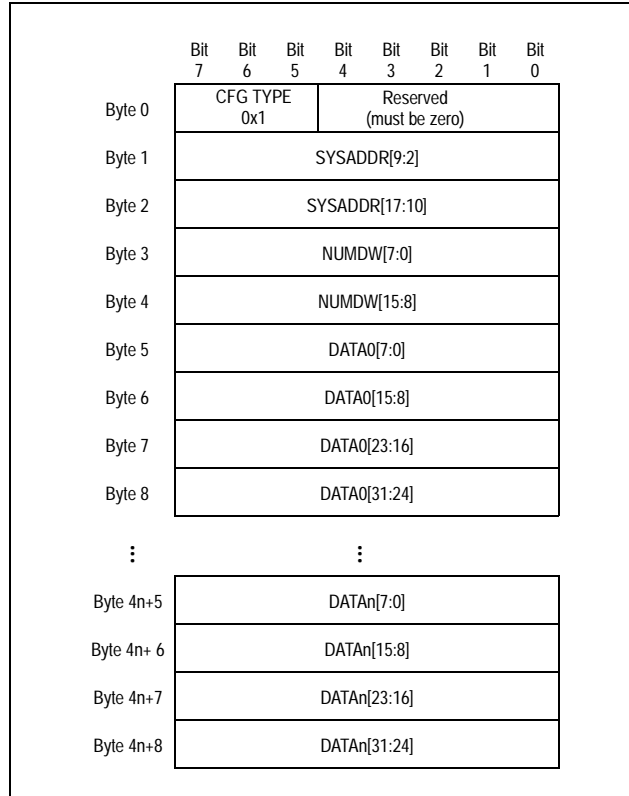 Bit Bit Bit Bit Bit Bit Bit Bit
7 6 5 4 3 2 1 0
Byte 0 CFG TYPE Reserved
0x1 (must be zero)
Byte 1 SYSADDR[9:2]
Byte 2 SYSADDR[17:10]
Byte 3 NUMDW[7:0]
Byte 4 NUMDW[15:8]
Byte 5 DATA0[7:0]
Byte 6 DATA0[15:8]
Byte 7 DATA0[23:16]
Byte 8 DATA0[31:24]
⋮ ⋮
Byte 4n+5 DATAn[7:0]
Byte 4n+ 6 DATAn[15:8]
Byte 4n+7 DATAn[23:16]
Byte 4n+8 DATAn[31:24]